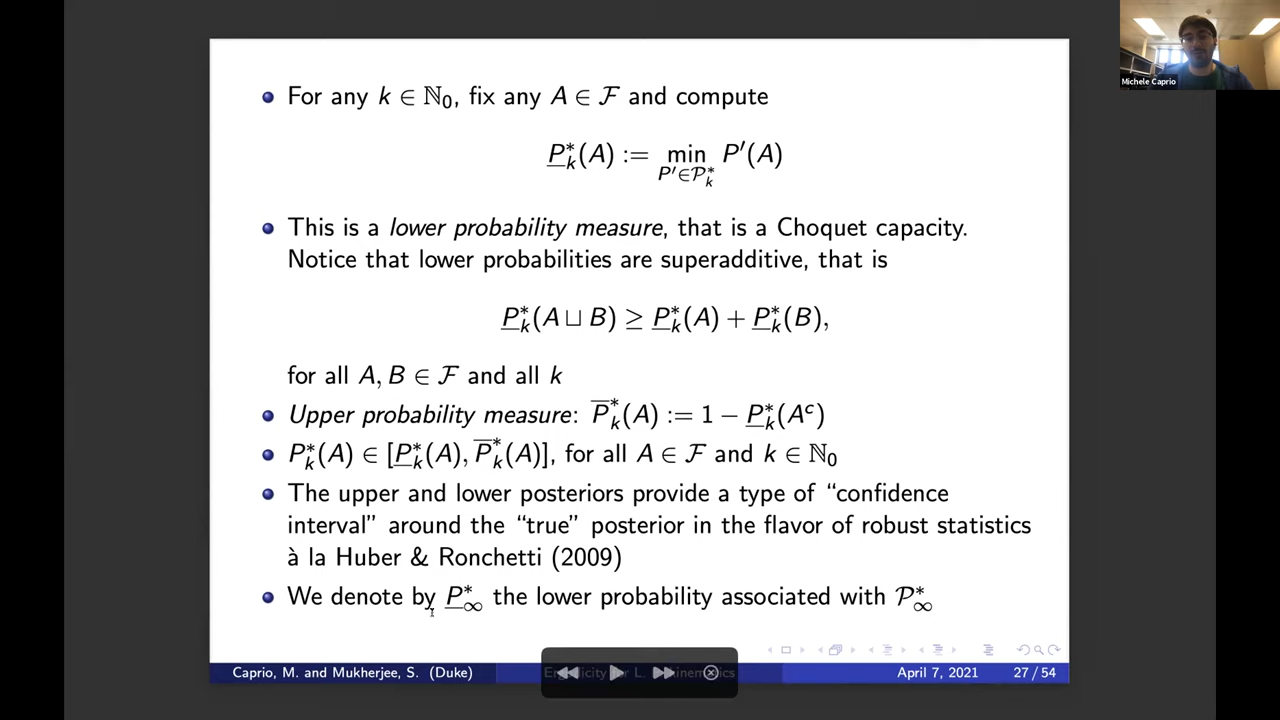 Michele Caprio
For any k ∈ ℕ₀, fix any A ∈ ℱ and compute
P̲*ₖ(A) := min P′(A)
P′∈𝒫*ₖ
This is a lower probability measure, that is a Choquet capacity.
Notice that lower probabilities are superadditive, that is
P̲*ₖ(A ⊔ B) ≥ P̲*ₖ(A) + P̲*ₖ(B),
for all A, B ∈ ℱ and all k
Upper probability measure: P̅*ₖ(A) := 1 − P̲*ₖ(Aᶜ)
P*ₖ(A) ∈ [P̲*ₖ(A), P̅*ₖ(A)], for all A ∈ ℱ and k ∈ ℕ₀
The upper and lower posteriors provide a type of “confidence
interval” around the “true” posterior in the flavor of robust statistics
à la Huber & Ronchetti (2009)
We denote by P̲*∞ the lower probability associated with 𝒫*∞
Caprio, M. and Mukherjee, S. (Duke)
April 7, 2021
27 / 54